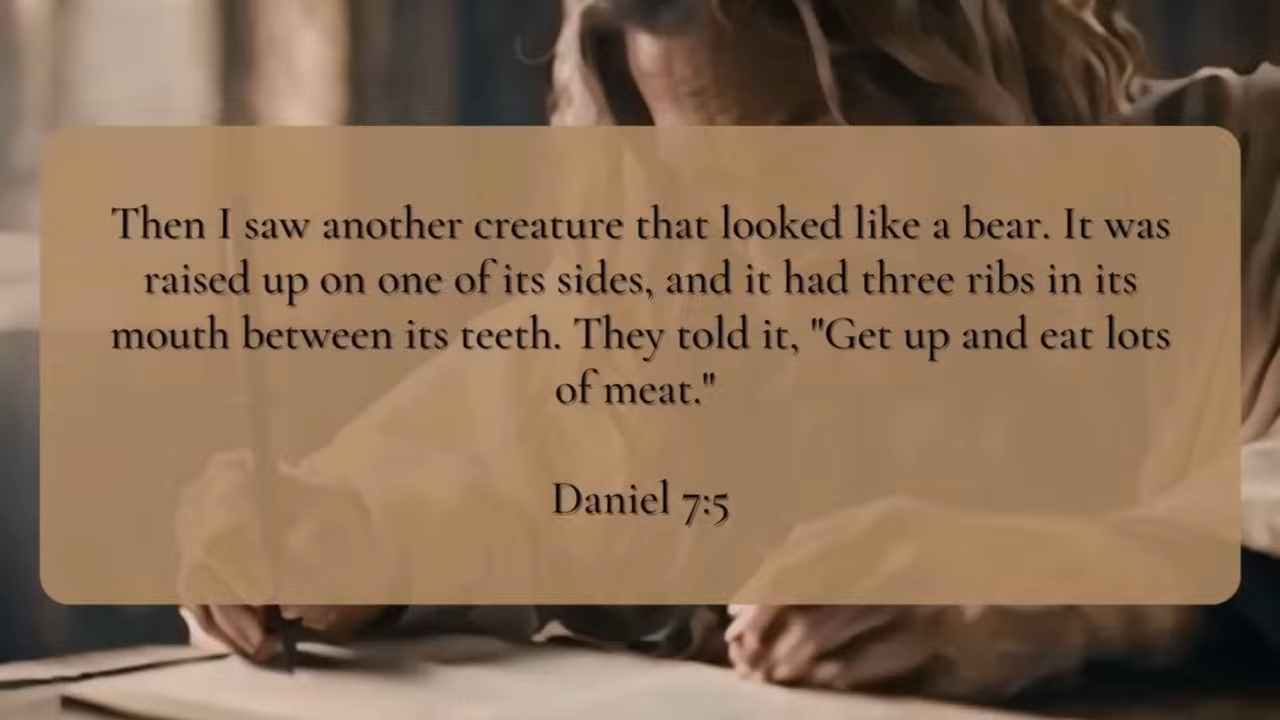 Then I saw another creature that looked like a bear. It was
raised up on one of its sides, and it had three ribs in its
mouth between its teeth. They told it, "Get up and eat lots
of meat."
Daniel 7:5